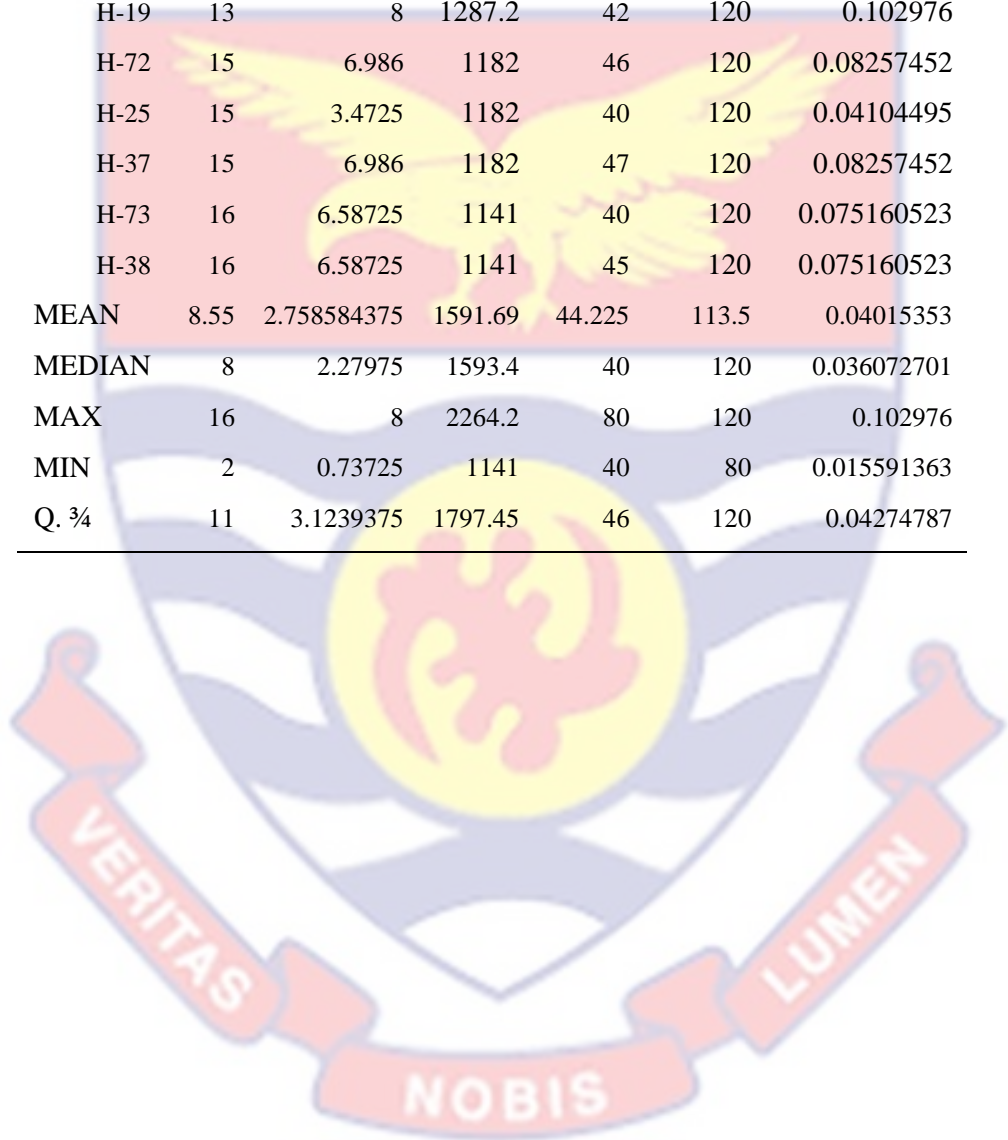 H-19 13 8 1287.2 42 120 0.102976
H-72 15 6.986 1182 46 120 0.08257452
H-25 15 3.4725 1182 40 120 0.04104495
H-37 15 6.986 1182 47 120 0.08257452
H-73 16 6.58725 1141 40 120 0.075160523
H-38 16 6.58725 1141 45 120 0.075160523
MEAN 8.55 2.758584375 1591.69 44.225 113.5 0.04015353
MEDIAN 8 2.27975 1593.4 40 120 0.036072701
MAX 16 8 2264.2 80 120 0.102976
MIN 2 0.73725 1141 40 80 0.015591363
Q. ¾ 11 3.1239375 1797.45 46 120 0.04274787
VERITAS
NOBIS
LUMEN